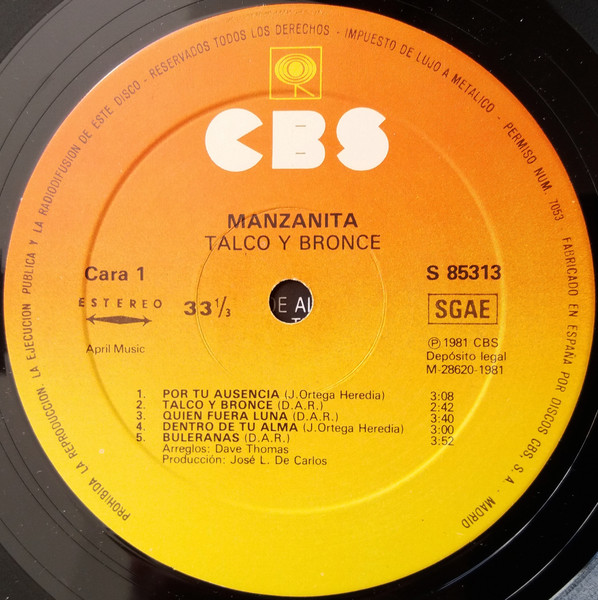 PROHIBIDA LA REPRODUCCION LA EJECUCION PUBLICA Y LA RADIODIFUSION DE ESTE DISCO - RESERVADOS TODOS LOS DERECHOS - IMPUESTO DE LUJO A METALICO - PERMISO NUM. 7053
FABRICADO EN ESPAÑA POR DISCOS CBS, S.A. - MADRID
CBS
MANZANITA
TALCO Y BRONCE
Cara 1
S 85313
ESTEREO
33 1/3
SGAE
DE AL
April Music
Ⓟ 1981 CBS
Depósito legal
M-28620-1981
1. POR TU AUSENCIA (J.Ortega Heredia) 3:08
2. TALCO Y BRONCE (D.A.R.) 2:42
3. QUIEN FUERA LUNA (D.A.R.) 3:40
4. DENTRO DE TU ALMA (J.Ortega Heredia) 3:00
5. BULERANAS (D.A.R.) 3:52
Arreglos: Dave Thomas
Producción: José L. De Carlos